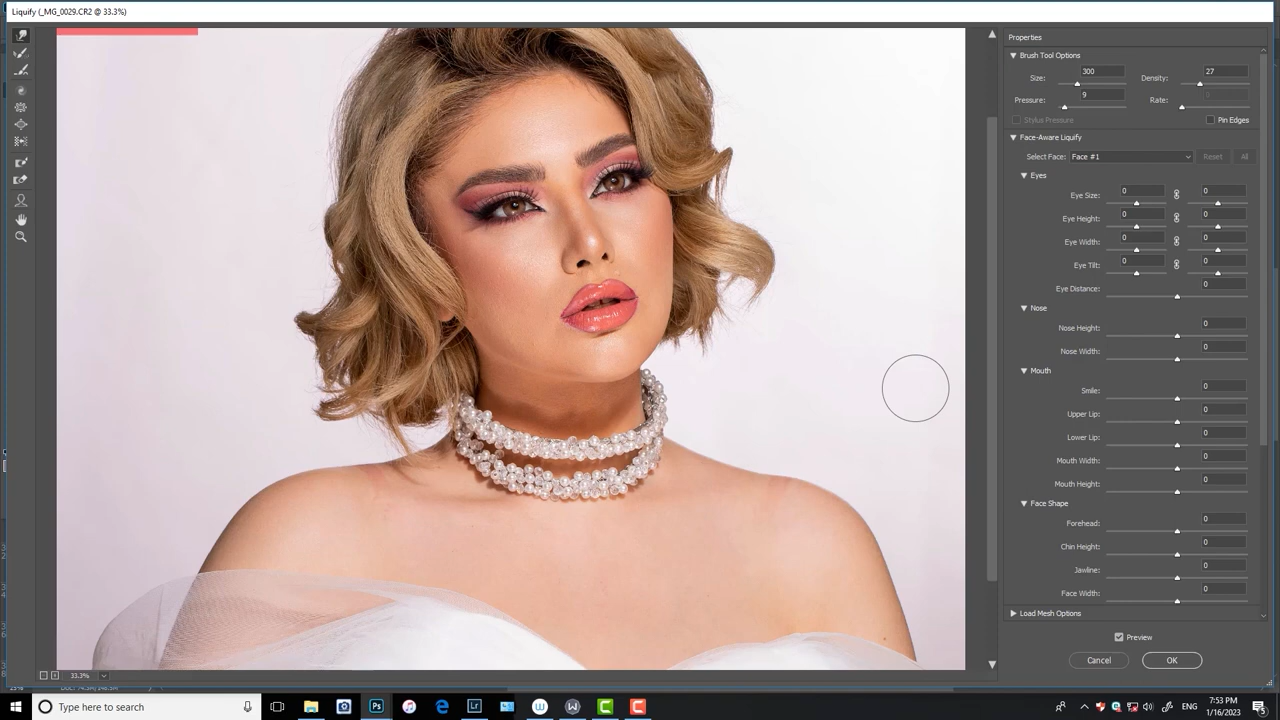 Liquify (_MG_0029.CR2 @ 33.3%)
Properties
Brush Tool Options
Size: 300 Density: 27
Pressure: 9 Rate: 0
Stylus Pressure Pin Edges
Face-Aware Liquify
Select Face: Face #1 Reset All
Eyes
Eye Size: 0 0
Eye Height: 0 0
Eye Width: 0 0
Eye Tilt: 0 0
Eye Distance: 0
Nose
Nose Height: 0
Nose Width: 0
Mouth
Smile: 0
Upper Lip: 0
Lower Lip: 0
Mouth Width: 0
Mouth Height: 0
Face Shape
Forehead: 0
Chin Height: 0
Jawline: 0
Face Width: 0
Load Mesh Options
Preview
Cancel OK
33.3%
Type here to search
Ps
Lrc
ENG
7:53 PM
1/16/2023